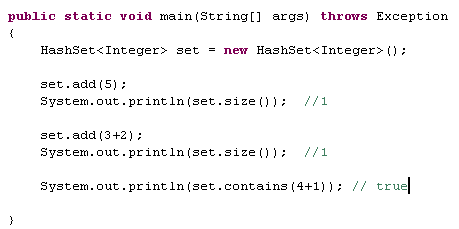 public static void main(String[] args) throws Exception
{
HashSet<Integer> set = new HashSet<Integer>();
set.add(5);
System.out.println(set.size());  //1
set.add(3+2);
System.out.println(set.size());  //1
System.out.println(set.contains(4+1)); // true
}